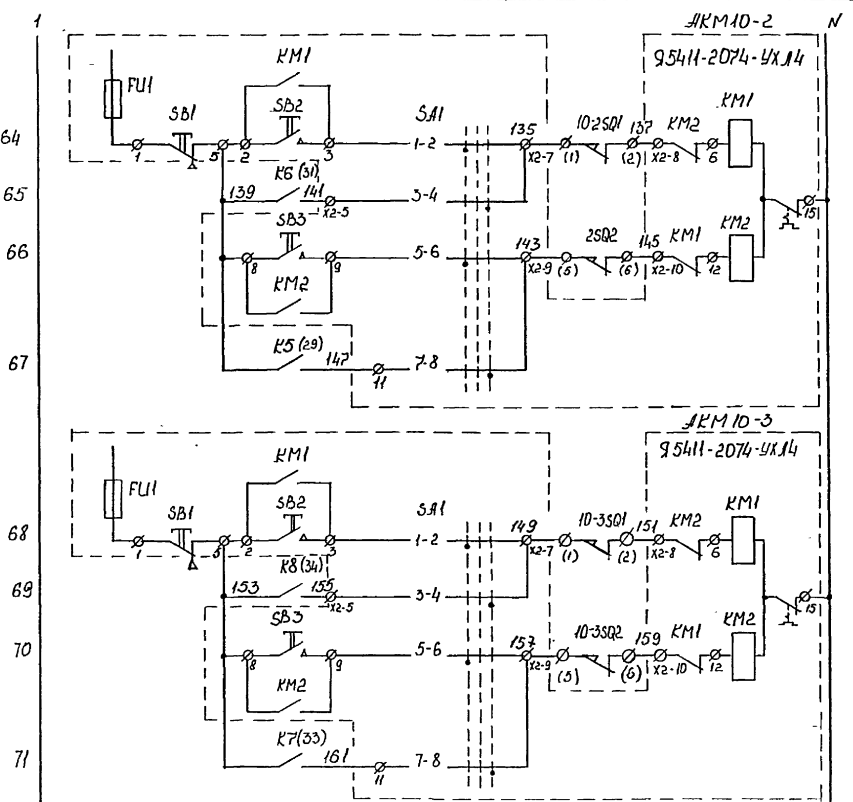 1 АКМ10-2 N
Я5411-2074-УХЛ4
FU1 KM1 KM1
SB1 SB2 SA1
64 1 5 2 3 1-2 135 X2-7 (1) 10-2SQ1 (2) 137 X2-8 KM2 6
65 139 K6 (31) 141 X2-5 3-4 15
66 SB3 8 9 5-6 143 X2-9 (5) 2SQ2 (6) 145 X2-10 KM1 12 KM2
KM2
67 K5 (29) 147 11 7-8
АКМ10-3
Я5411-2074-УХЛ4
FU1 KM1 KM1
SB1 SB2 SA1
68 1 5 2 3 1-2 149 X2-7 (1) 10-3SQ1 (2) 151 X2-8 KM2 6
69 153 K8 (34) 155 X2-5 3-4 15
70 SB3 8 9 5-6 157 X2-9 (5) 10-3SQ2 (6) 159 X2-10 KM1 12 KM2
KM2
71 K7(33) 161 11 7-8